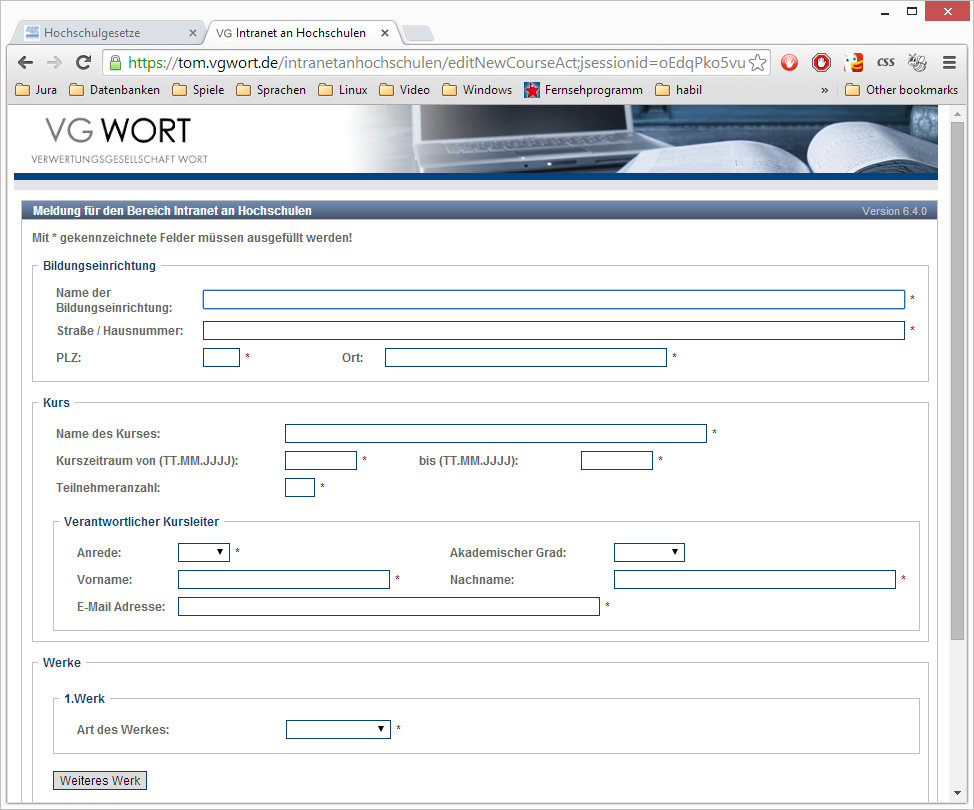 Hochschulgesetze
VG Intranet an Hochschulen
https://tom.vgwort.de/intranetanhochschulen/editNewCourseActjsessionid=oEdqPko5vu
CSS
Jura Datenbanken Spiele Sprachen Linux Video Windows Fernsehprogramm habil » Other bookmarks
VG WORT
VERWERTUNGSGESELLSCHAFT WORT
Meldung für den Bereich Intranet an Hochschulen Version 6.4.0
Mit * gekennzeichnete Felder müssen ausgefüllt werden!
Bildungseinrichtung
Name der
Bildungseinrichtung: *
Straße / Hausnummer: *
PLZ: * Ort: *
Kurs
Name des Kurses: *
Kurszeitraum von (TT.MM.JJJJ): * bis (TT.MM.JJJJ): *
Teilnehmeranzahl: *
Verantwortlicher Kursleiter
Anrede: * Akademischer Grad:
Vorname: * Nachname: *
E-Mail Adresse: *
Werke
1.Werk
Art des Werkes: *
Weiteres Werk